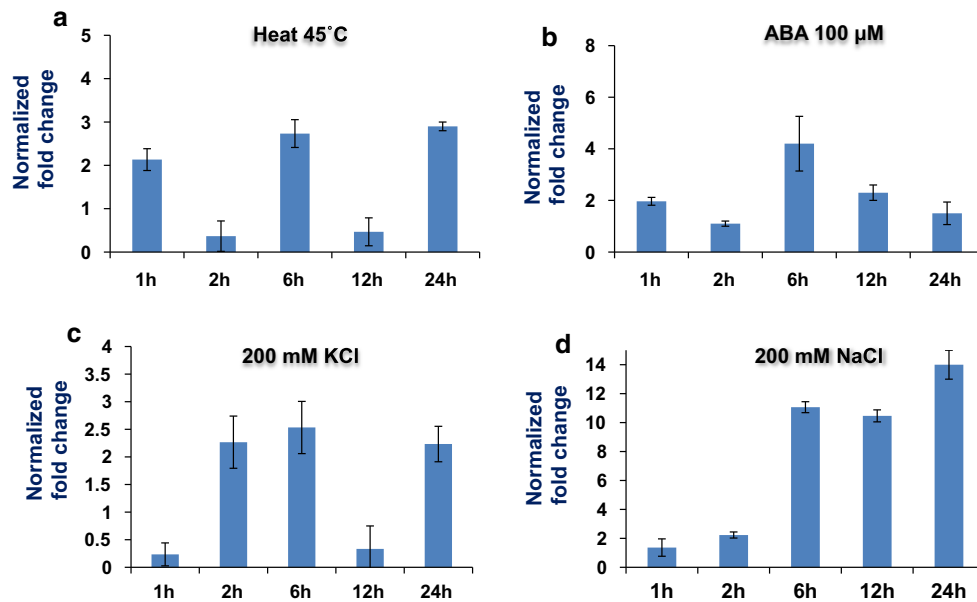 a
Heat 45˚C
Normalized
fold change
5
4
3
2
1
0
1h 2h 6h 12h 24h
b
ABA 100 µM
Normalized
fold change
8
6
4
2
0
1h 2h 6h 12h 24h
c
200 mM KCl
Normalized
fold change
4
3.5
3
2.5
2
1.5
1
0.5
0
1h 2h 6h 12h 24h
d
200 mM NaCl
Normalized
fold change
14
12
10
8
6
4
2
0
1h 2h 6h 12h 24h